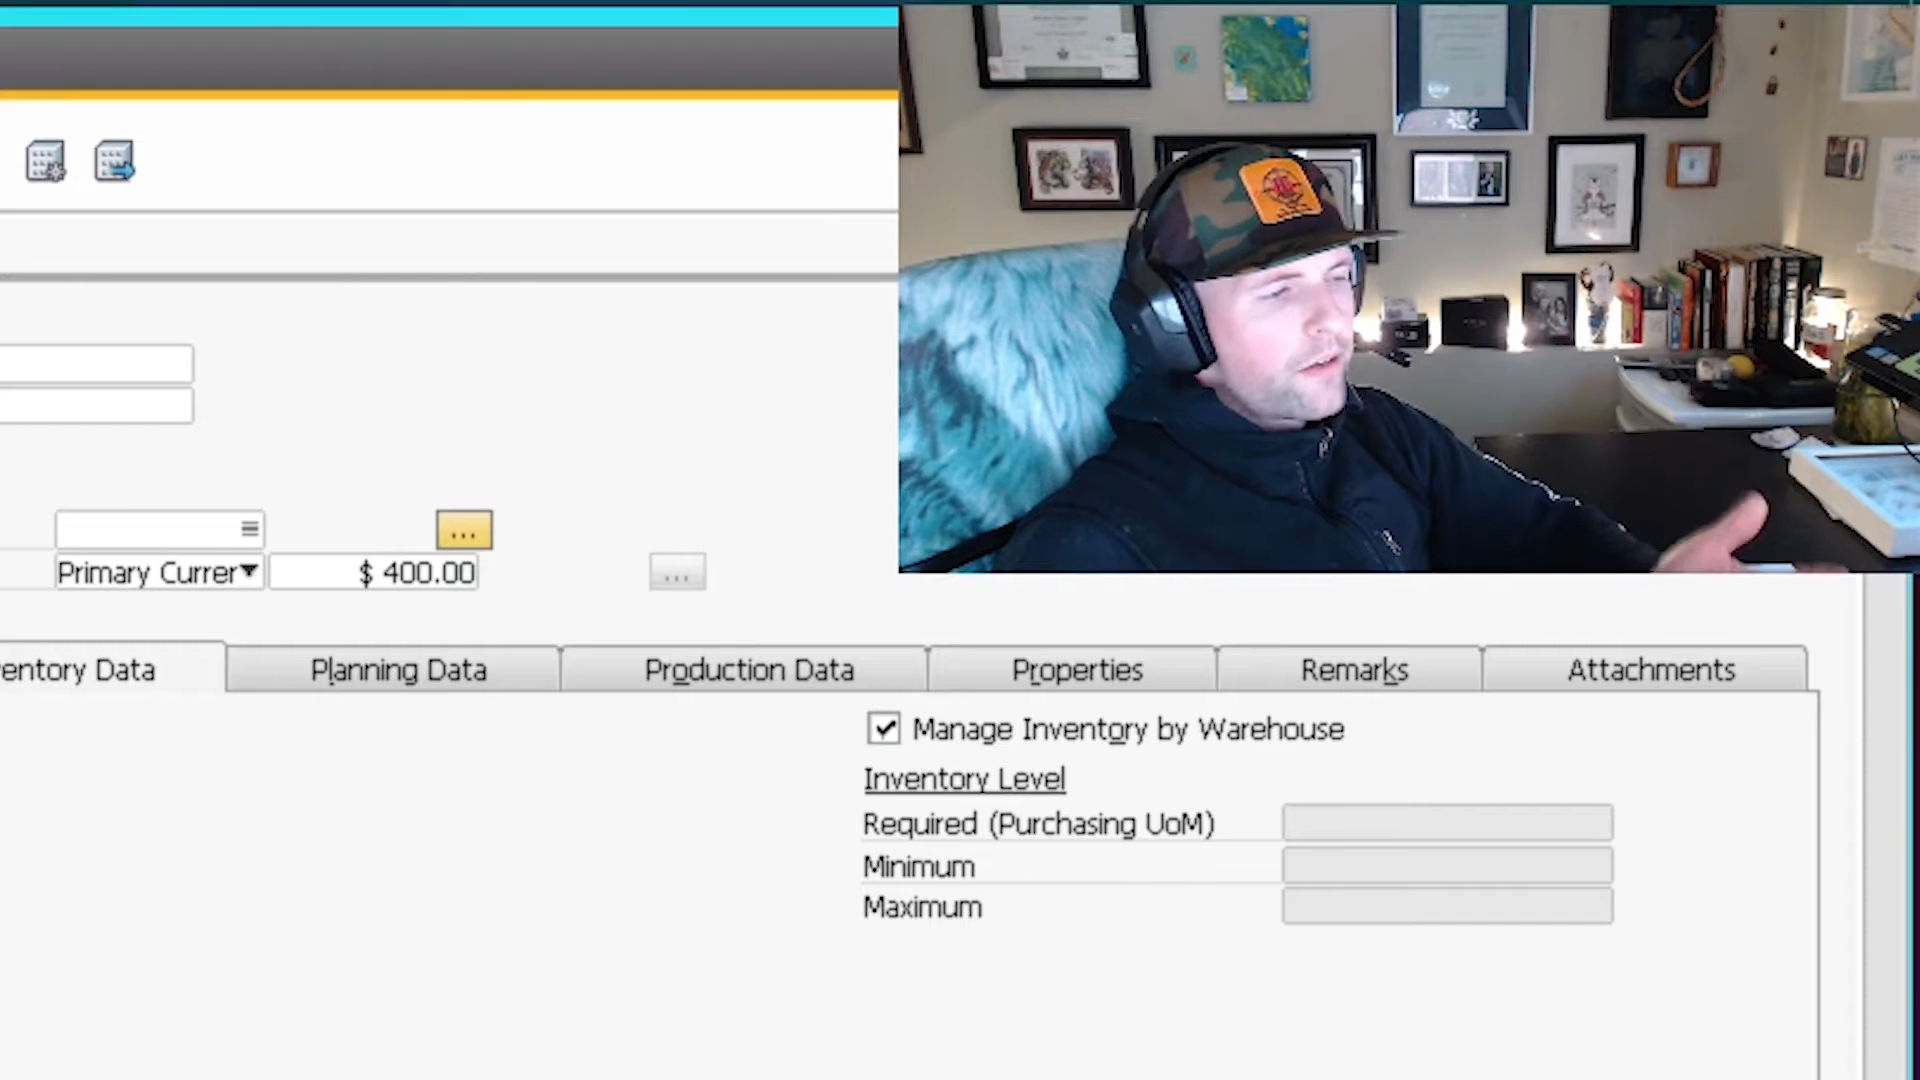 ...
Primary Curren
$ 400.00
...
entory Data
Planning Data
Production Data
Properties
Remarks
Attachments
Manage Inventory by Warehouse
Inventory Level
Required (Purchasing UoM)
Minimum
Maximum